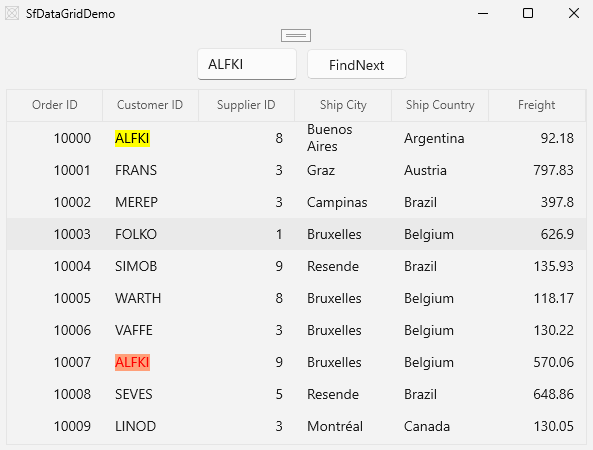 SfDataGridDemo
ALFKI FindNext
Order ID Customer ID Supplier ID Ship City Ship Country Freight
10000 ALFKI 8 Buenos Aires Argentina 92.18
10001 FRANS 3 Graz Austria 797.83
10002 MEREP 3 Campinas Brazil 397.8
10003 FOLKO 1 Bruxelles Belgium 626.9
10004 SIMOB 9 Resende Brazil 135.93
10005 WARTH 8 Bruxelles Belgium 118.17
10006 VAFFE 3 Bruxelles Belgium 130.22
10007 ALFKI 9 Bruxelles Belgium 570.06
10008 SEVES 5 Resende Brazil 648.86
10009 LINOD 3 Montréal Canada 130.05